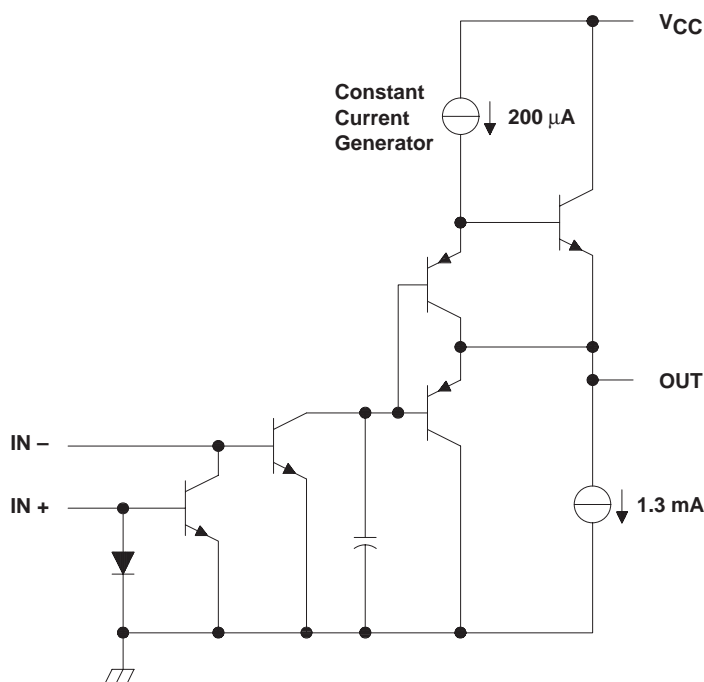 VCC
Constant
Current
Generator
200 μA
OUT
IN –
IN +
1.3 mA